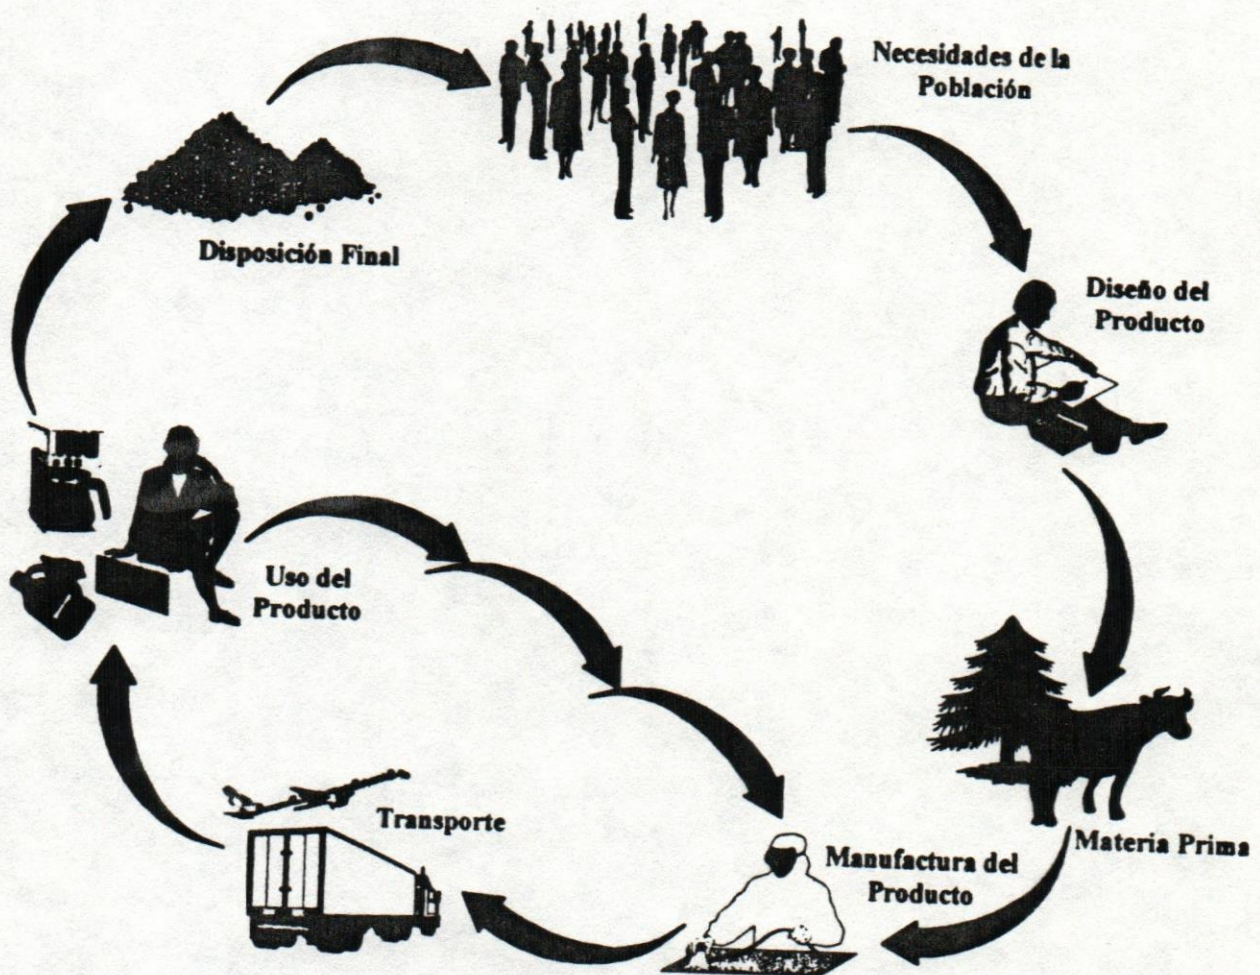 Necesidades de la
Población
Diseño del
Producto
Materia Prima
Manufactura del
Producto
Transporte
Uso del
Producto
Disposición Final